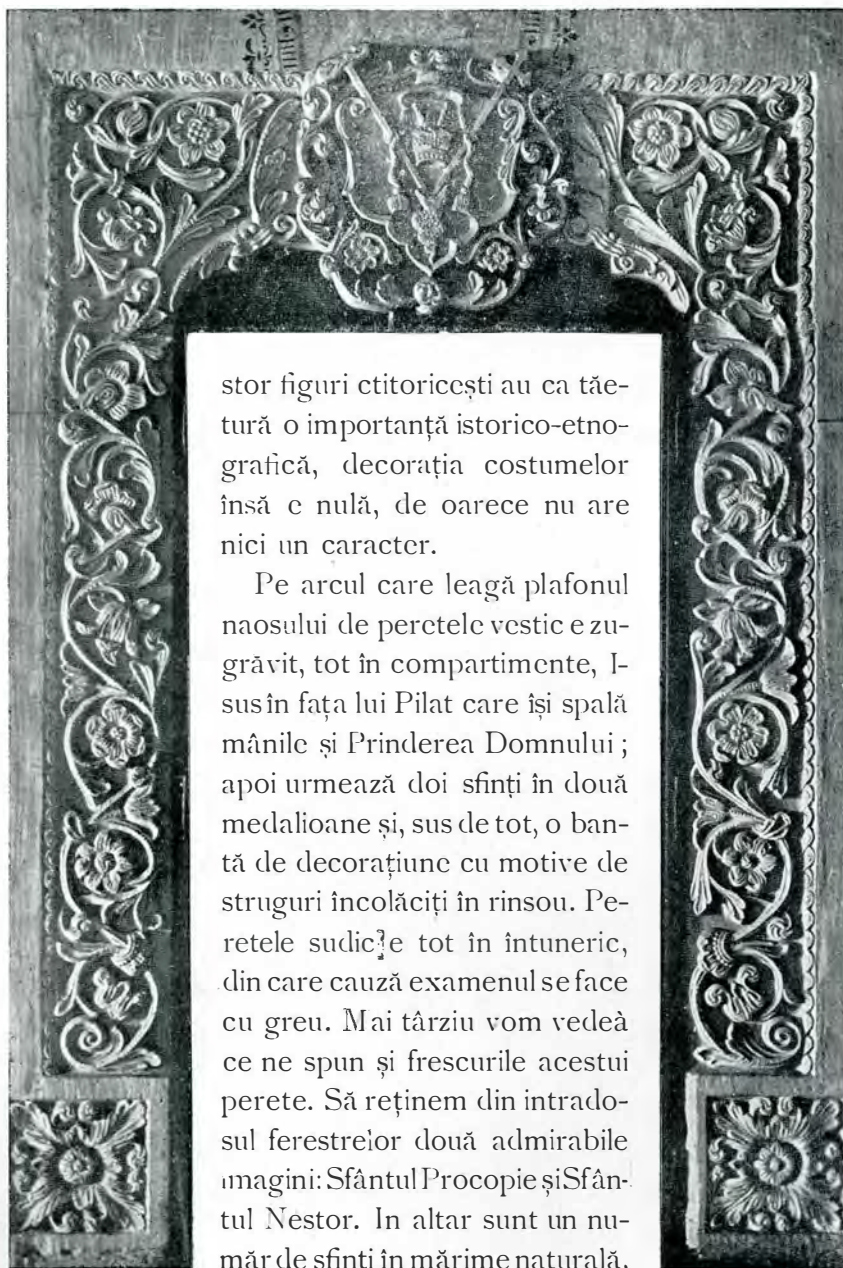 stor figuri ctitoricești au ca tăe-
tură o importanță istorico-etno-
grafică, decorația costumelor
însă e nulă, de oarece nu are
nici un caracter.
Pe arcul care leagă plafonul
naosului de peretele vestic e zu-
grăvit, tot în compartimente, I-
sus în fața lui Pilat care își spală
mânile și Prinderea Domnului ;
apoi urmează doi sfinți în două
medalioane și, sus de tot, o ban-
tă de decorațiune cu motive de
struguri încolăciți în rinsou. Pe-
retele sudic e tot în întuneric,
din care cauză examenul se face
cu greu. Mai târziu vom vedeà
ce ne spun și frescurile acestui
perete. Să reținem din intrado-
sul ferestrelor două admirabile
imagini: Sfântul Procopie și Sfân-
tul Nestor. In altar sunt un nu-
măr de sfinți în mărime naturală,